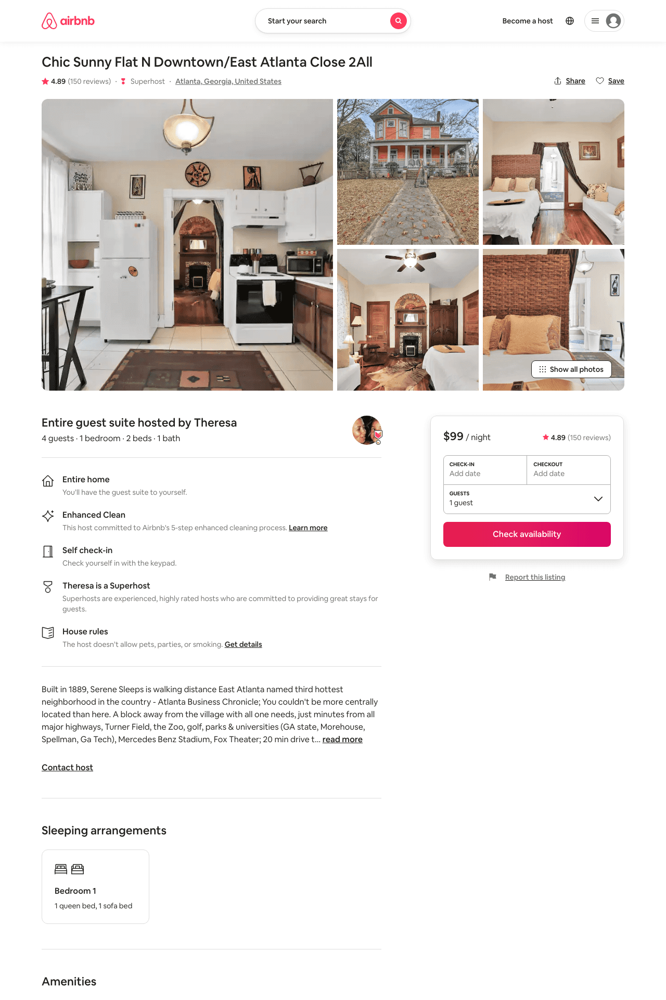 airbnb
Start your search
Become a host
Chic Sunny Flat N Downtown/East Atlanta Close 2All
4.89 (150 reviews) · Superhost · Atlanta, Georgia, United States
Share
Save
Show all photos
Entire guest suite hosted by Theresa
4 guests · 1 bedroom · 2 beds · 1 bath
$99 / night
4.89 (150 reviews)
CHECK-IN
Add date
CHECKOUT
Add date
GUESTS
1 guest
Check availability
Report this listing
Entire home
You'll have the guest suite to yourself.
Enhanced Clean
This host committed to Airbnb's 5-step enhanced cleaning process. Learn more
Self check-in
Check yourself in with the keypad.
Theresa is a Superhost
Superhosts are experienced, highly rated hosts who are committed to providing great stays for
guests.
House rules
The host doesn't allow pets, parties, or smoking. Get details
Built in 1889, Serene Sleeps is walking distance East Atlanta named third hottest
neighborhood in the country - Atlanta Business Chronicle; You couldn't be more centrally
located than here. A block away from the village with all one needs, just minutes from all
major highways, Turner Field, the Zoo, golf, parks & universities (GA state, Morehouse,
Spellman, Ga Tech), Mercedes Benz Stadium, Fox Theater; 20 min drive t... read more
Contact host
Sleeping arrangements
Bedroom 1
1 queen bed, 1 sofa bed
Amenities